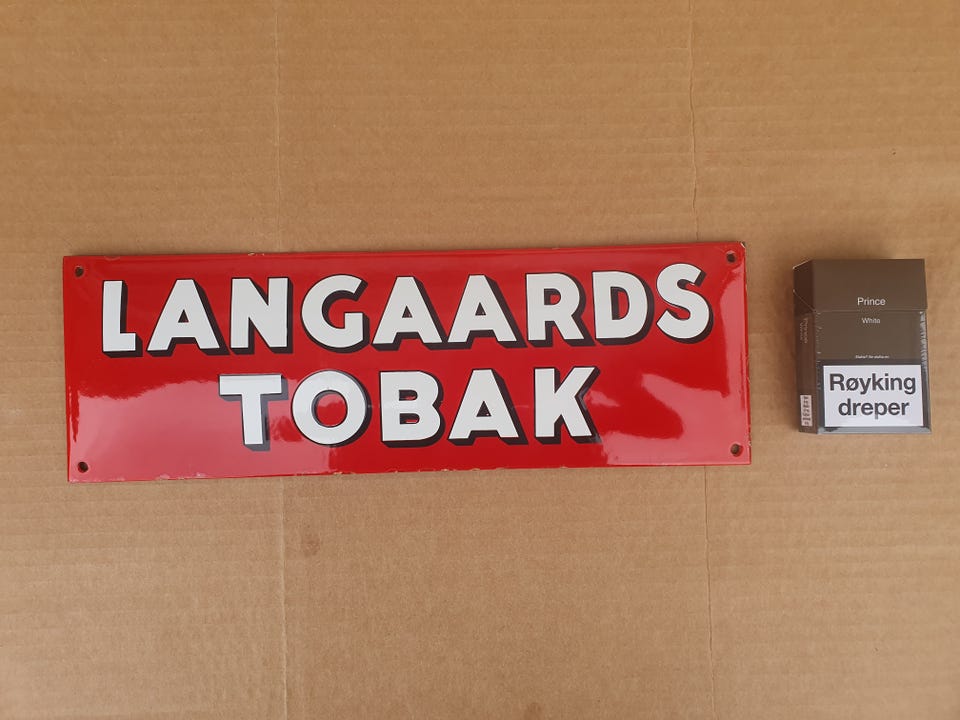 LANGAARDS
TOBAK
Prince
White
Røyking
dreper